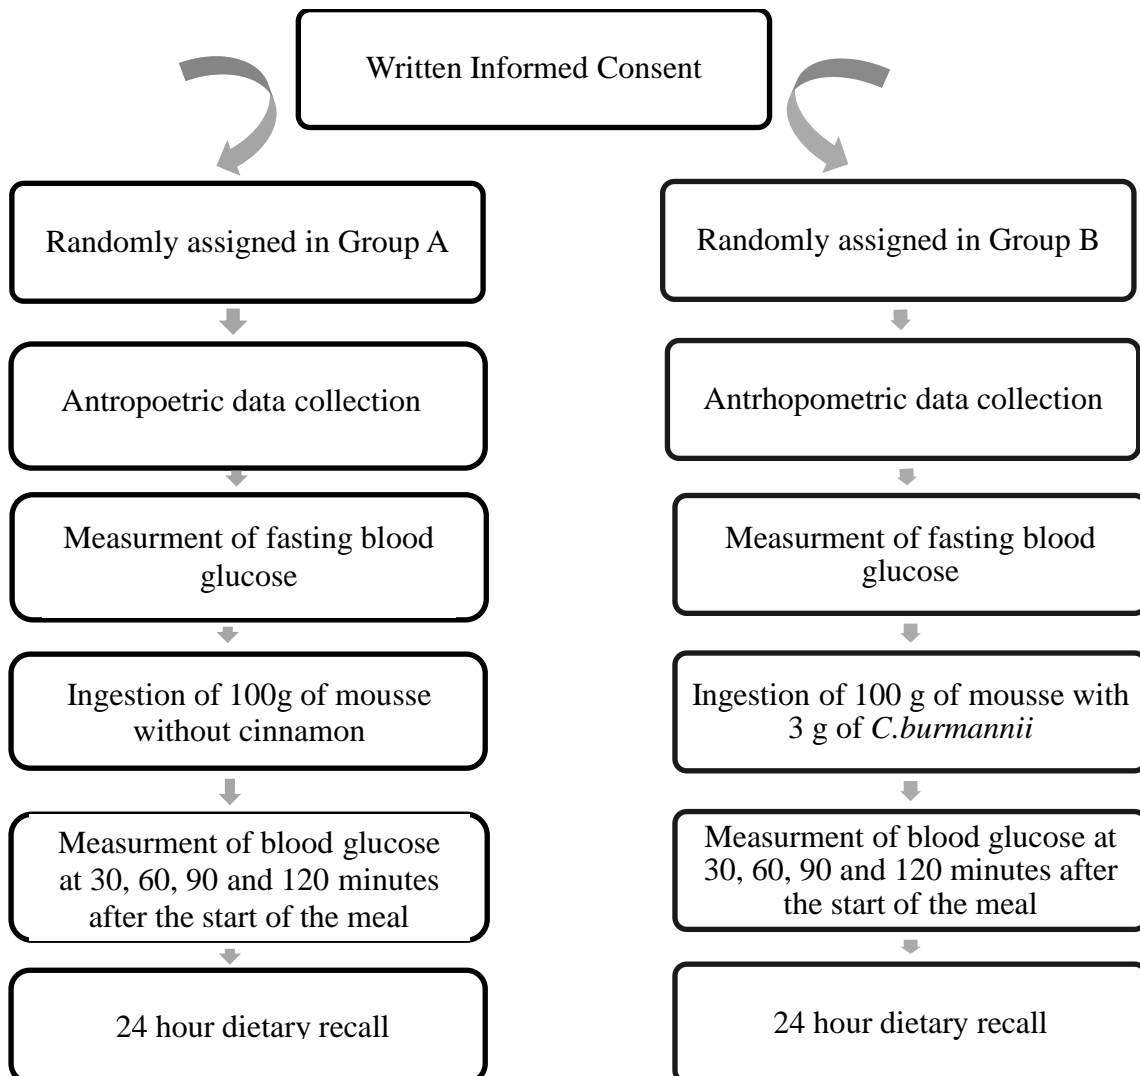 Written Informed Consent
Randomly assigned in Group A
Antropoetric data collection
Measurment of fasting blood
glucose
Ingestion of 100g of mousse
without cinnamon
Measurment of blood glucose
at 30, 60, 90 and 120 minutes
after the start of the meal
24 hour dietary recall
Randomly assigned in Group B
Antrhopometric data collection
Measurment of fasting blood
glucose
Ingestion of 100 g of mousse with
3 g of C.burmannii
Measurment of blood glucose at
30, 60, 90 and 120 minutes after
the start of the meal
24 hour dietary recall